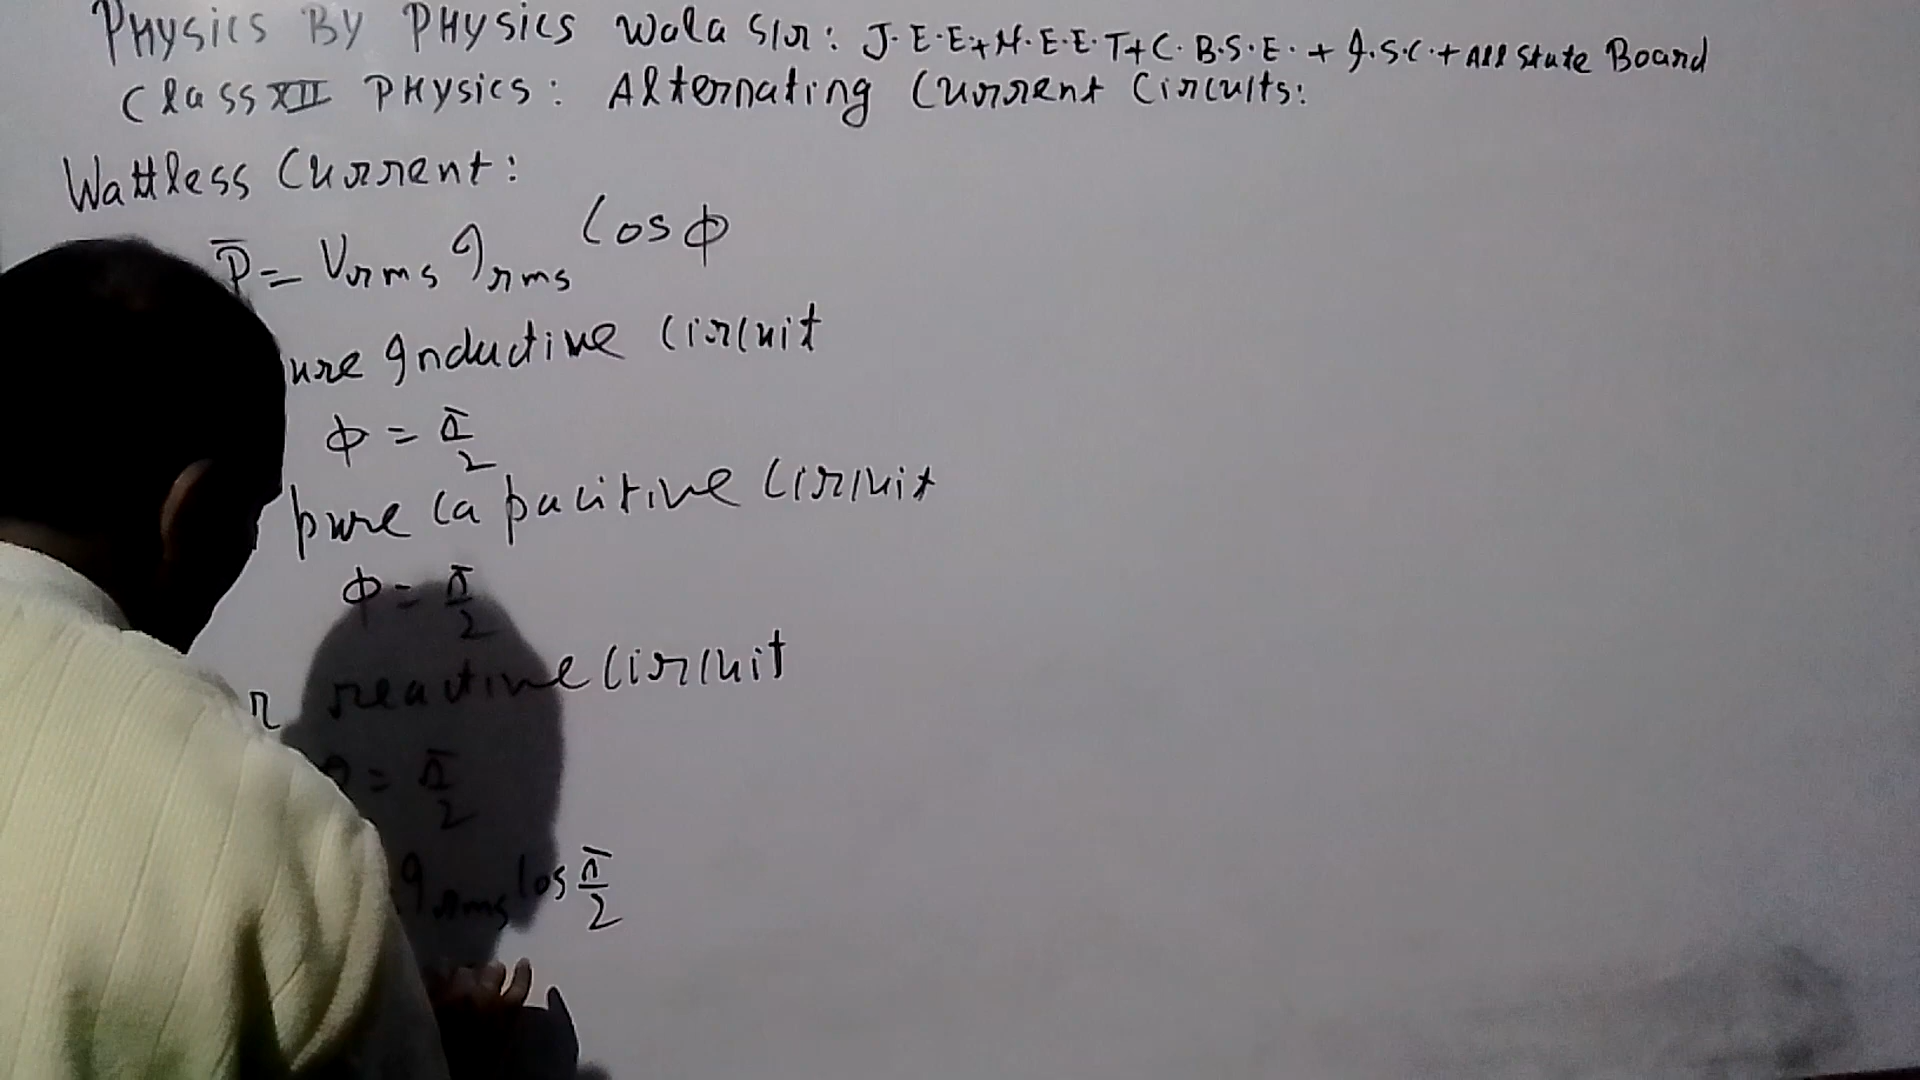 Physics By Physics Wala Sir: J.E.E+N.E.E.T+C.B.S.E.+I.S.C.+All State Board
Class XII Physics: Alternating Current Circuits:
Wattless Current:
P̅ = Vrms Irms Cos φ
ure Inductive Circuit
φ = π/2
pure Capacitive Circuit
φ = π/2
r reactive Circuit
= π/2
Irms Cos π/2